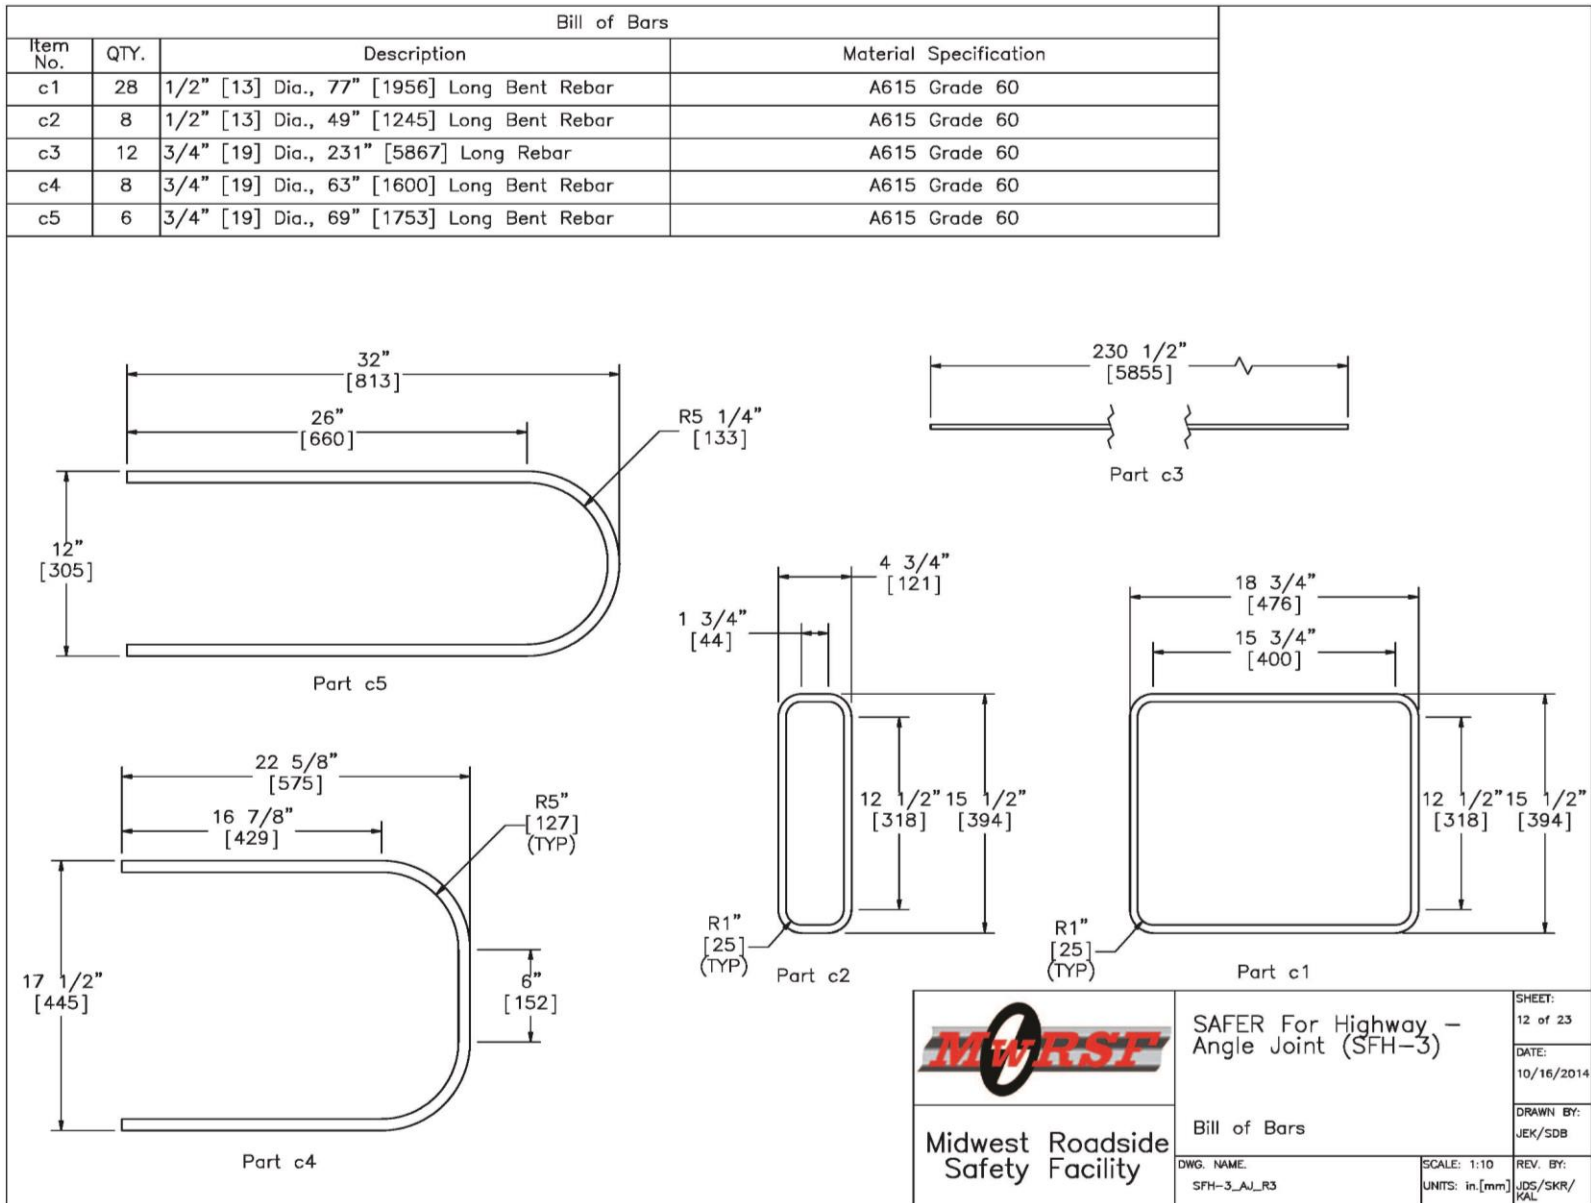 Bill of Bars
Item No. QTY. Description Material Specification
c1 28 1/2" [13] Dia., 77" [1956] Long Bent Rebar A615 Grade 60
c2 8 1/2" [13] Dia., 49" [1245] Long Bent Rebar A615 Grade 60
c3 12 3/4" [19] Dia., 231" [5867] Long Rebar A615 Grade 60
c4 8 3/4" [19] Dia., 63" [1600] Long Bent Rebar A615 Grade 60
c5 6 3/4" [19] Dia., 69" [1753] Long Bent Rebar A615 Grade 60
32"
[813]
26"
[660]
R5 1/4"
[133]
12"
[305]
Part c5
230 1/2"
[5855]
Part c3
22 5/8"
[575]
16 7/8"
[429]
R5"
[127]
(TYP)
17 1/2"
[445]
6"
[152]
Part c4
4 3/4"
[121]
1 3/4"
[44]
12 1/2"
[318]
15 1/2"
[394]
R1"
[25]
(TYP)
Part c2
18 3/4"
[476]
15 3/4"
[400]
12 1/2"
[318]
15 1/2"
[394]
R1"
[25]
(TYP)
Part c1
MwRSF
Midwest Roadside
Safety Facility
SAFER For Highway –
Angle Joint (SFH-3)
Bill of Bars
SHEET:
12 of 23
DATE:
10/16/2014
DRAWN BY:
JEK/SDB
DWG. NAME.
SFH-3_AJ_R3
SCALE: 1:10
UNITS: in.[mm]
REV. BY:
JDS/SKR/
KAL